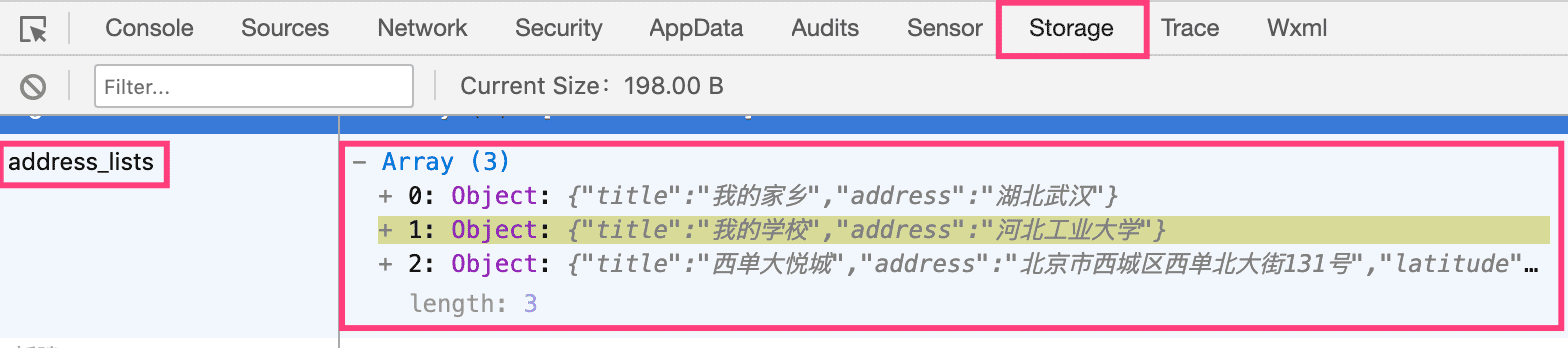 Console Sources Network Security AppData Audits Sensor Storage Trace Wxml
Filter... Current Size: 198.00 B
address_lists
− Array (3)
+ 0: Object: {"title":"我的家乡","address":"湖北武汉"}
+ 1: Object: {"title":"我的学校","address":"河北工业大学"}
+ 2: Object: {"title":"西单大悦城","address":"北京市西城区西单北大街131号","latitude"…
length: 3